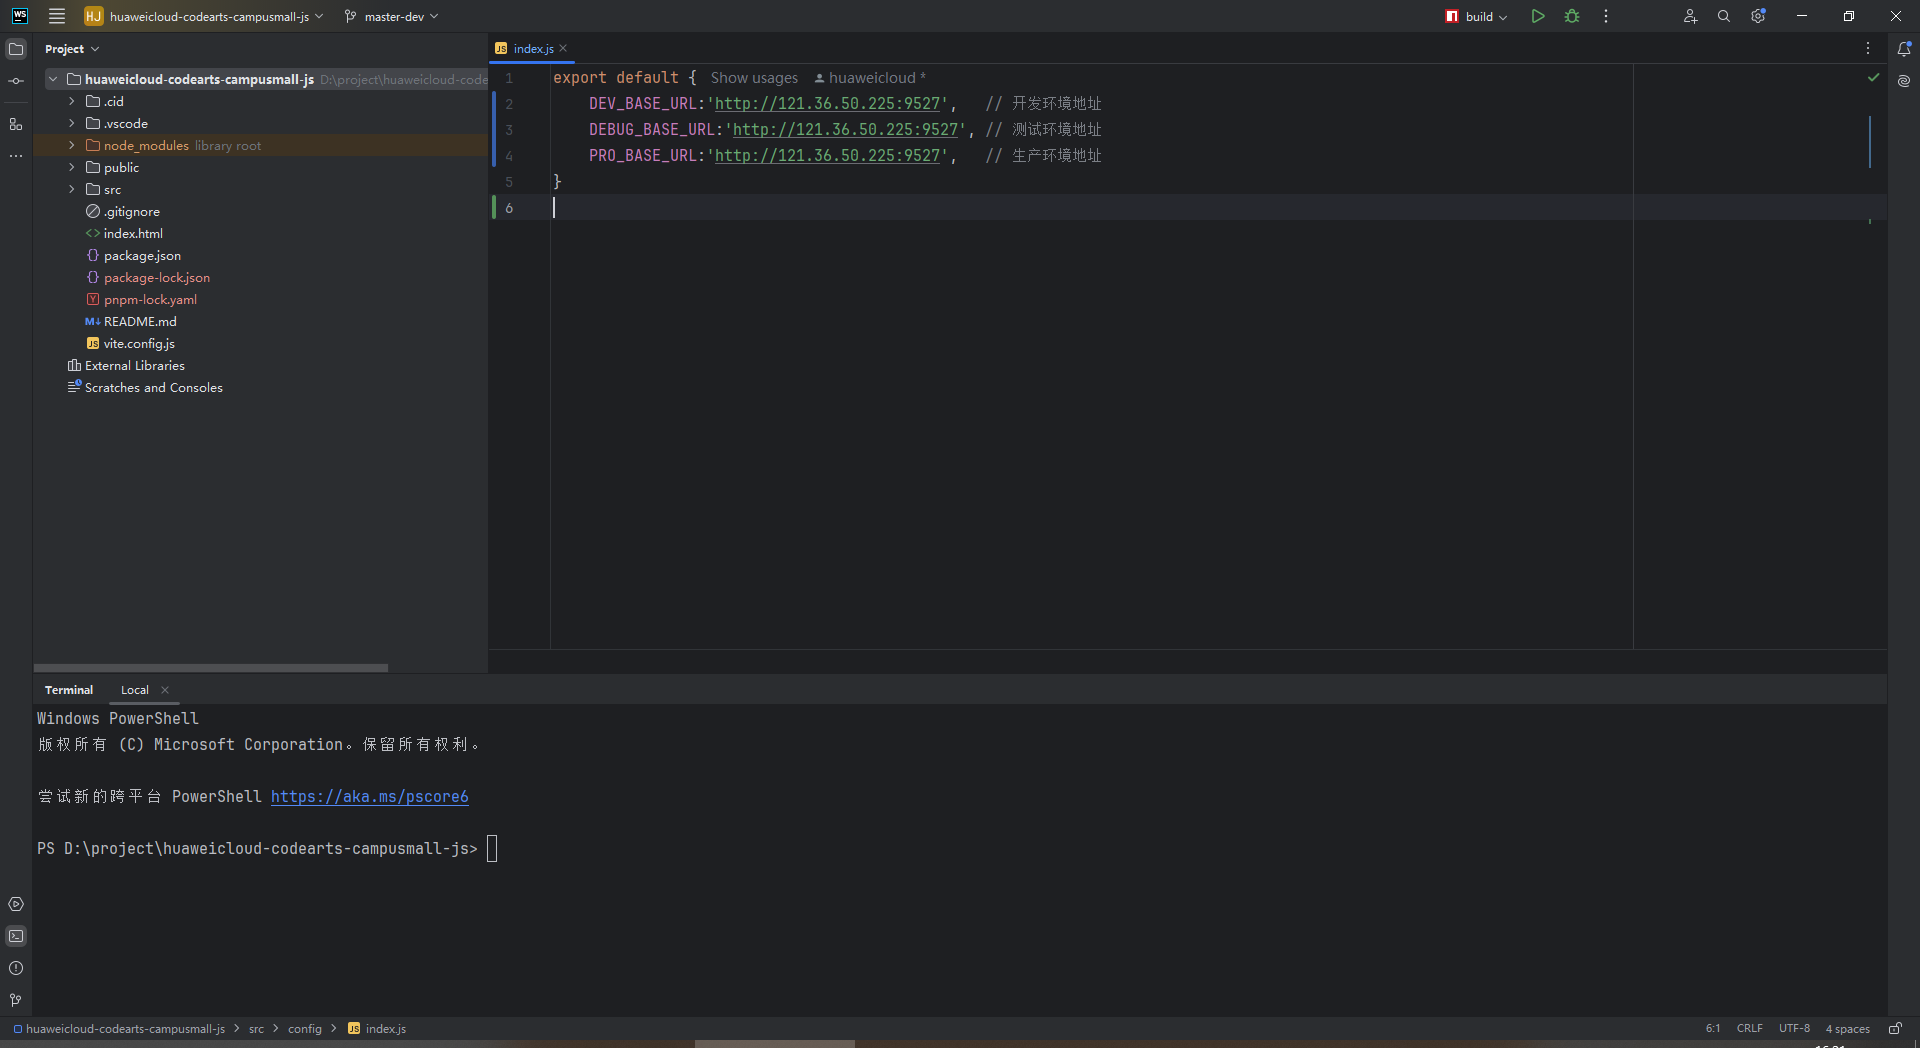 WS
HJ huaweicloud-codearts-campusmall-js master-dev build
Project
index.js
huaweicloud-codearts-campusmall-js D:\project\huaweicloud-code
.cid
.vscode
node_modules library root
public
src
.gitignore
index.html
package.json
package-lock.json
pnpm-lock.yaml
README.md
vite.config.js
External Libraries
Scratches and Consoles
1 export default { Show usages huaweicloud *
2 DEV_BASE_URL:'http://121.36.50.225:9527', // 开发环境地址
3 DEBUG_BASE_URL:'http://121.36.50.225:9527', // 测试环境地址
4 PRO_BASE_URL:'http://121.36.50.225:9527', // 生产环境地址
5 }
6
Terminal Local
Windows PowerShell
版权所有 (C) Microsoft Corporation。保留所有权利。
尝试新的跨平台 PowerShell https://aka.ms/pscore6
PS D:\project\huaweicloud-codearts-campusmall-js>
huaweicloud-codearts-campusmall-js > src > config > index.js
6:1 CRLF UTF-8 4 spaces